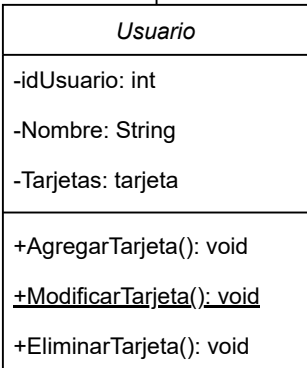 Usuario
-idUsuario: int
-Nombre: String
-Tarjetas: tarjeta
+AgregarTarjeta(): void
+ModificarTarjeta(): void
+EliminarTarjeta(): void